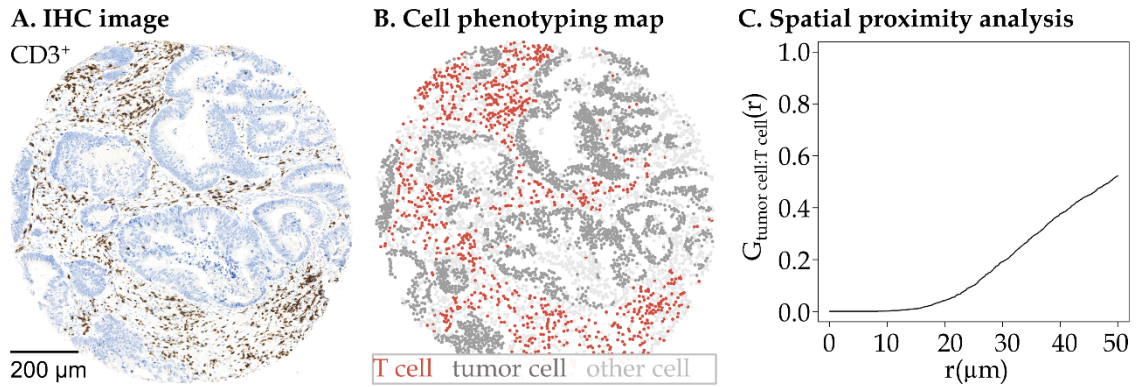 A. IHC image
CD3⁺
200 μm
B. Cell phenotyping map
T cell tumor cell other cell
C. Spatial proximity analysis
G tumor cell:T cell(r)
1.0
0.8
0.6
0.4
0.2
0.0
0 10 20 30 40 50
r(μm)